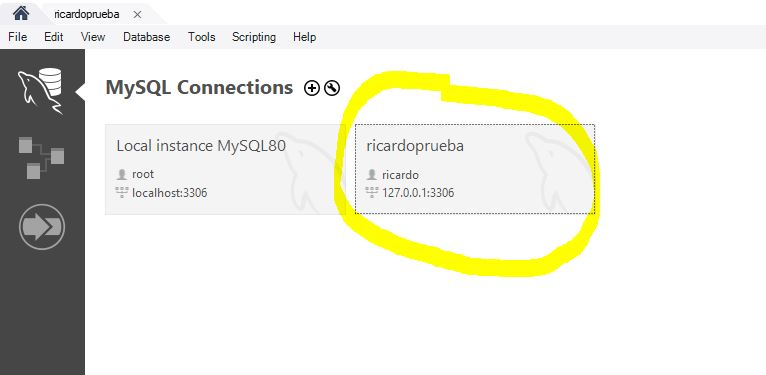 ricardoprueba
File Edit View Database Tools Scripting Help
MySQL Connections
Local instance MySQL80
root
localhost:3306
ricardoprueba
ricardo
127.0.0.1:3306